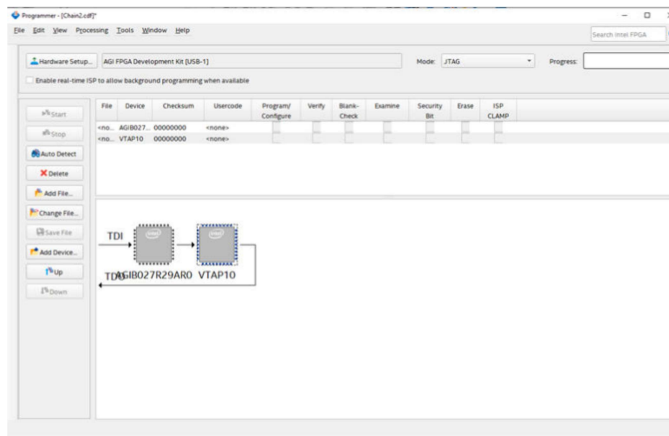 Programmer - [Chain2.cdf]*
File Edit View Processing Tools Window Help
Search Intel FPGA
Hardware Setup... AGI FPGA Development Kit [USB-1] Mode: JTAG Progress:
Enable real-time ISP to allow background programming when available
Start
Stop
Auto Detect
Delete
Add File...
Change File...
Save File
Add Device...
Up
Down
File Device Checksum Usercode Program/ Verify Blank- Examine Security Erase ISP
Configure Check Bit CLAMP
<no... AGIB027... 00000000 <none>
<no... VTAP10 00000000 <none>
TDI
intel intel
TDO AGIB027R29AR0 VTAP10